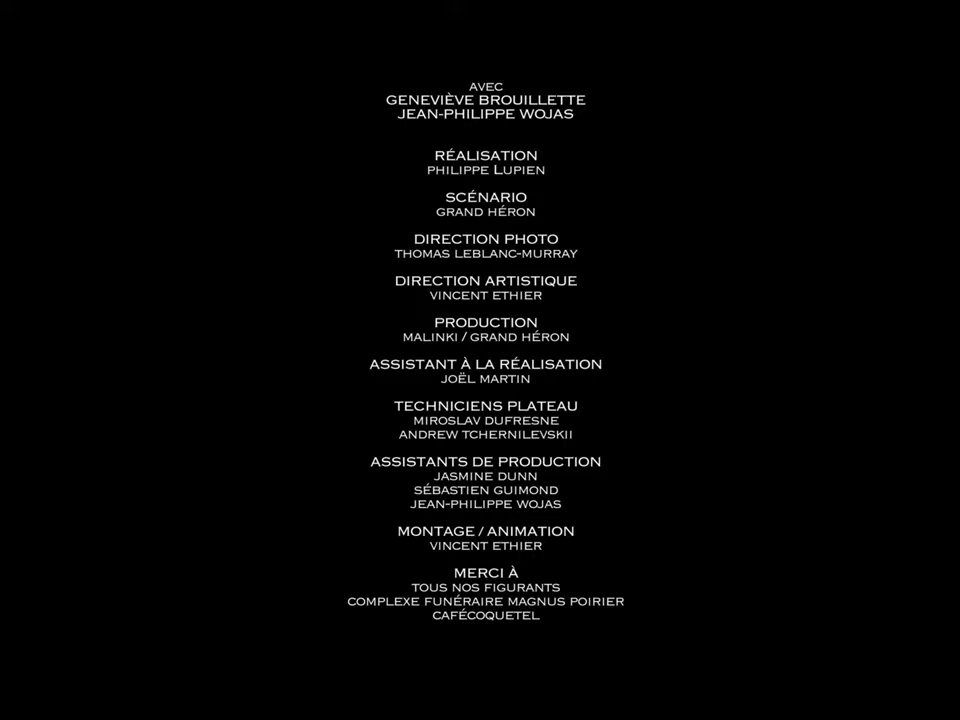 AVEC
GENEVIÈVE BROUILLETTE
JEAN-PHILIPPE WOJAS
RÉALISATION
PHILIPPE LUPIEN
SCÉNARIO
GRAND HÉRON
DIRECTION PHOTO
THOMAS LEBLANC-MURRAY
DIRECTION ARTISTIQUE
VINCENT ETHIER
PRODUCTION
MALINKI / GRAND HÉRON
ASSISTANT À LA RÉALISATION
JOËL MARTIN
TECHNICIENS PLATEAU
MIROSLAV DUFRESNE
ANDREW TCHERNILEVSKII
ASSISTANTS DE PRODUCTION
JASMINE DUNN
SÉBASTIEN GUIMOND
JEAN-PHILIPPE WOJAS
MONTAGE / ANIMATION
VINCENT ETHIER
MERCI À
TOUS NOS FIGURANTS
COMPLEXE FUNÉRAIRE MAGNUS POIRIER
CAFÉCOQUETEL